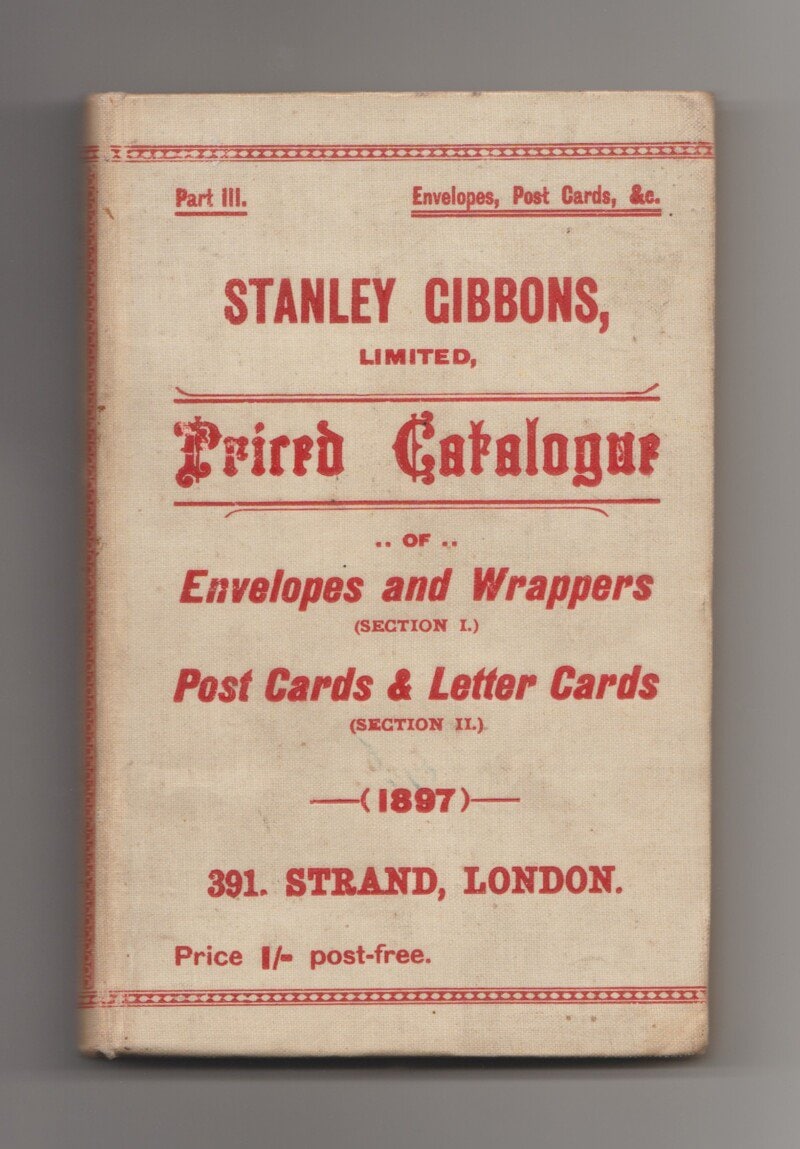 Part III. Envelopes, Post Cards, &c.
STANLEY GIBBONS,
LIMITED,
Priced Catalogue
.. OF ..
Envelopes and Wrappers
(SECTION I.)
Post Cards & Letter Cards
(SECTION II.)
—(1897)—
391. STRAND, LONDON.
Price 1/- post-free.